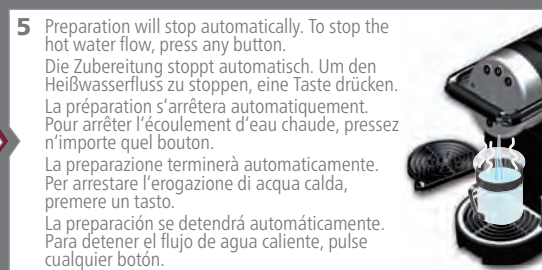 5 Preparation will stop automatically. To stop the
hot water flow, press any button.
Die Zubereitung stoppt automatisch. Um den
Heißwasserfluss zu stoppen, eine Taste drücken.
La préparation s’arrêtera automatiquement.
Pour arrêter l’écoulement d’eau chaude, pressez
n’importe quel bouton.
La preparazione terminerà automaticamente.
Per arrestare l’erogazione di acqua calda,
premere un tasto.
La preparación se detendrá automáticamente.
Para detener el flujo de agua caliente, pulse
cualquier botón.